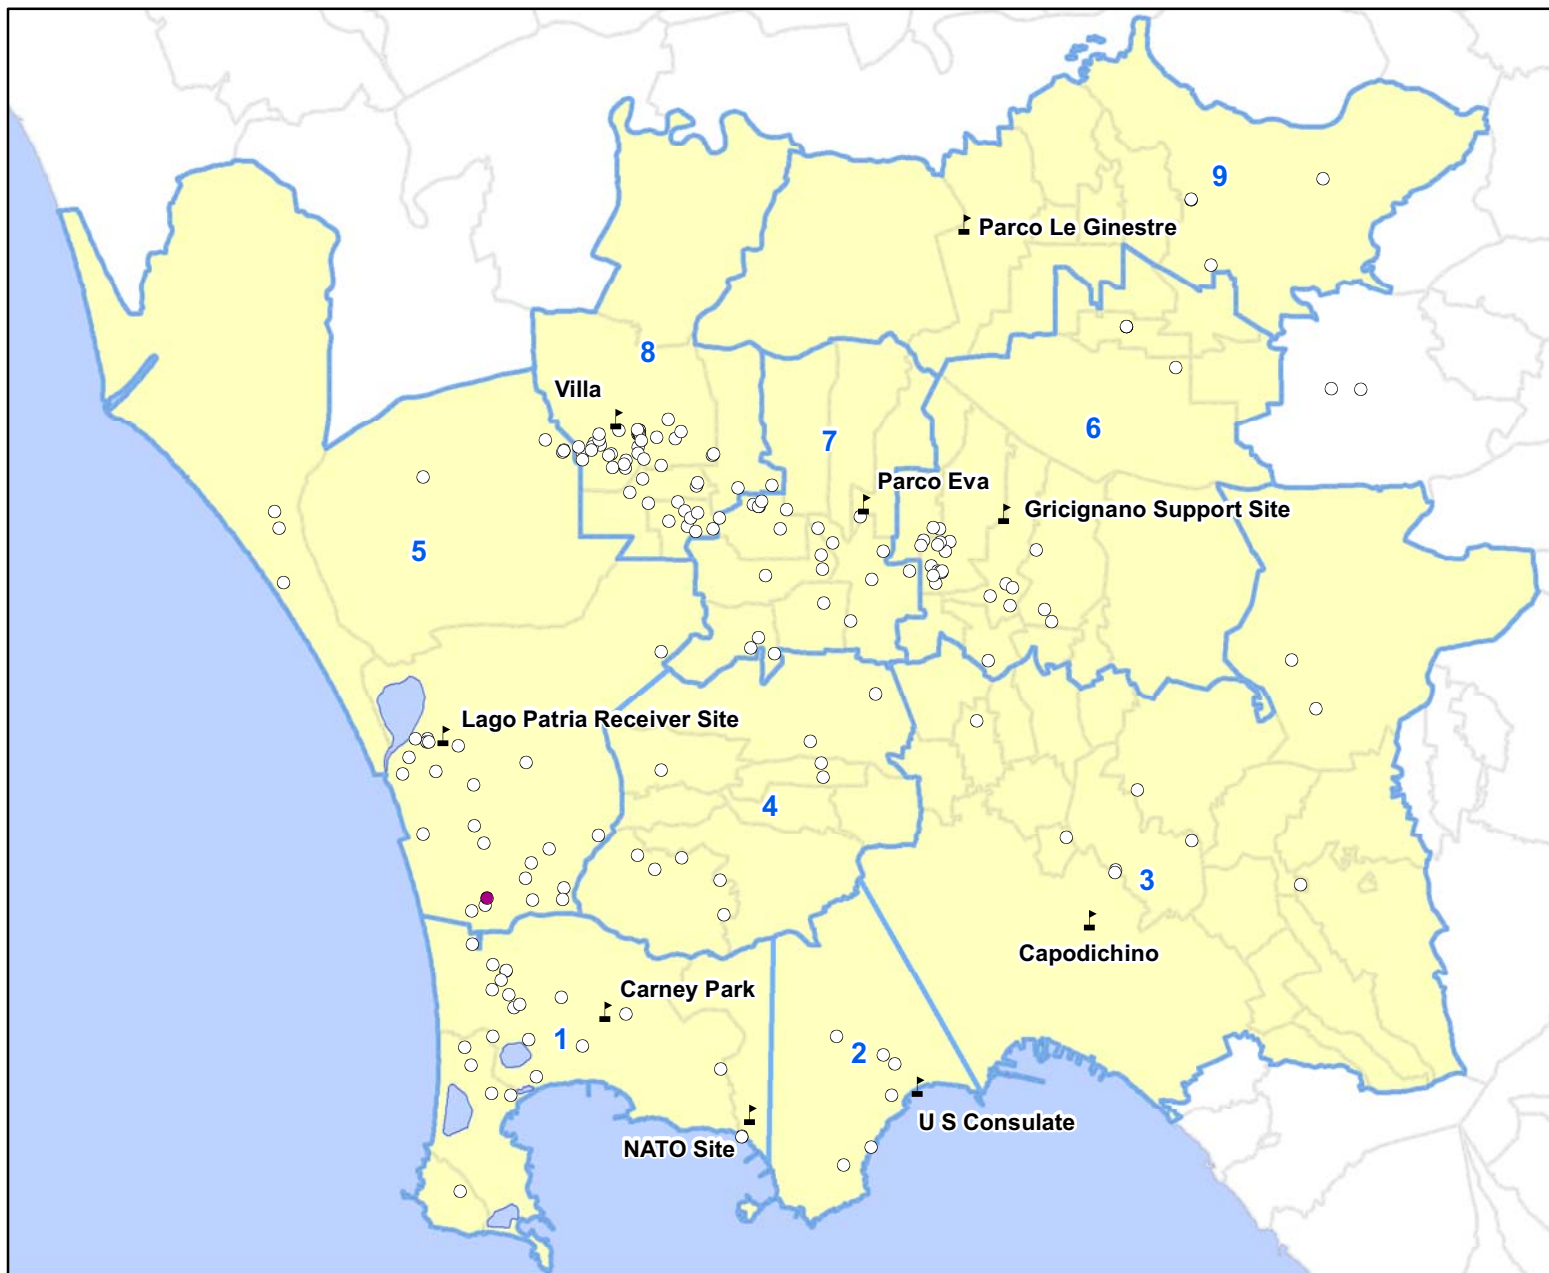 9
Parco Le Ginestre
8
Villa
7
6
Parco Eva
Gricignano Support Site
5
Lago Patria Receiver Site
4
3
Capodichino
Carney Park
1
2
U S Consulate
NATO Site